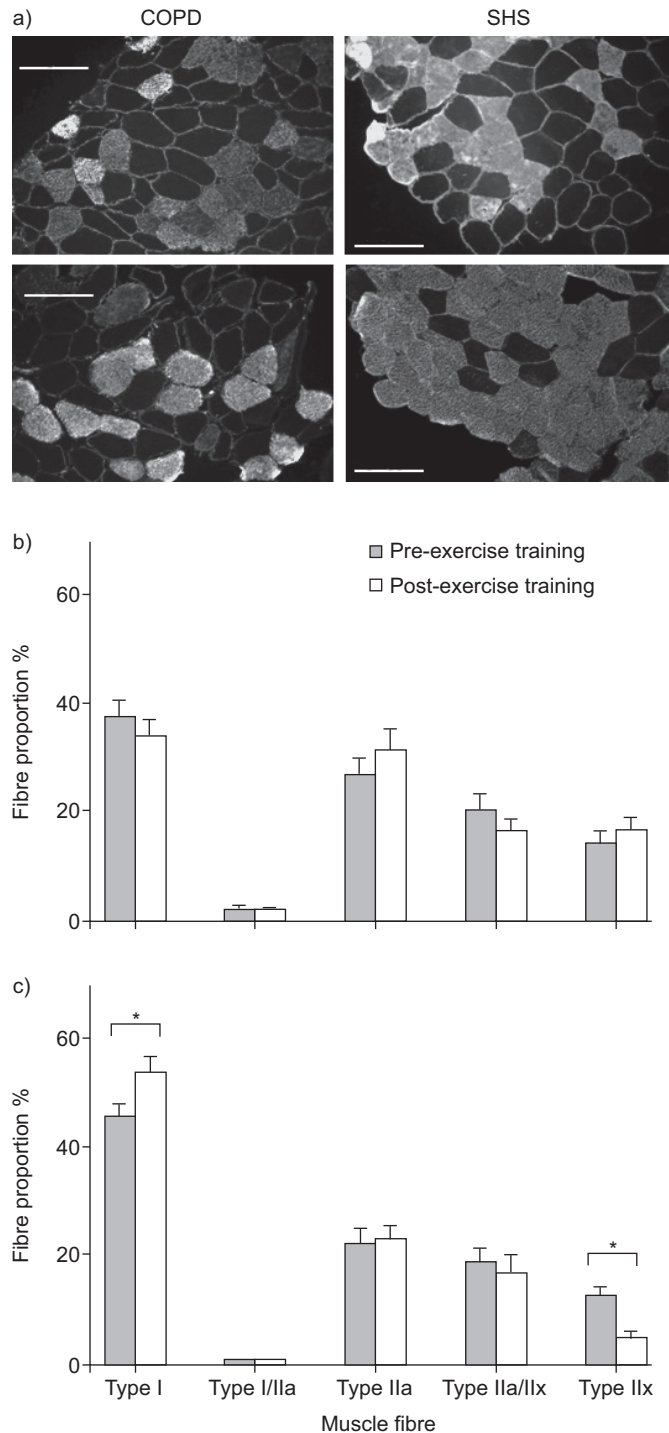 a) COPD SHS
b)
Pre-exercise training
Post-exercise training
Fibre proportion %
60
40
20
0
c)
Fibre proportion %
60
40
20
0
*
*
Type I Type I/IIa Type IIa Type IIa/IIx Type IIx
Muscle fibre